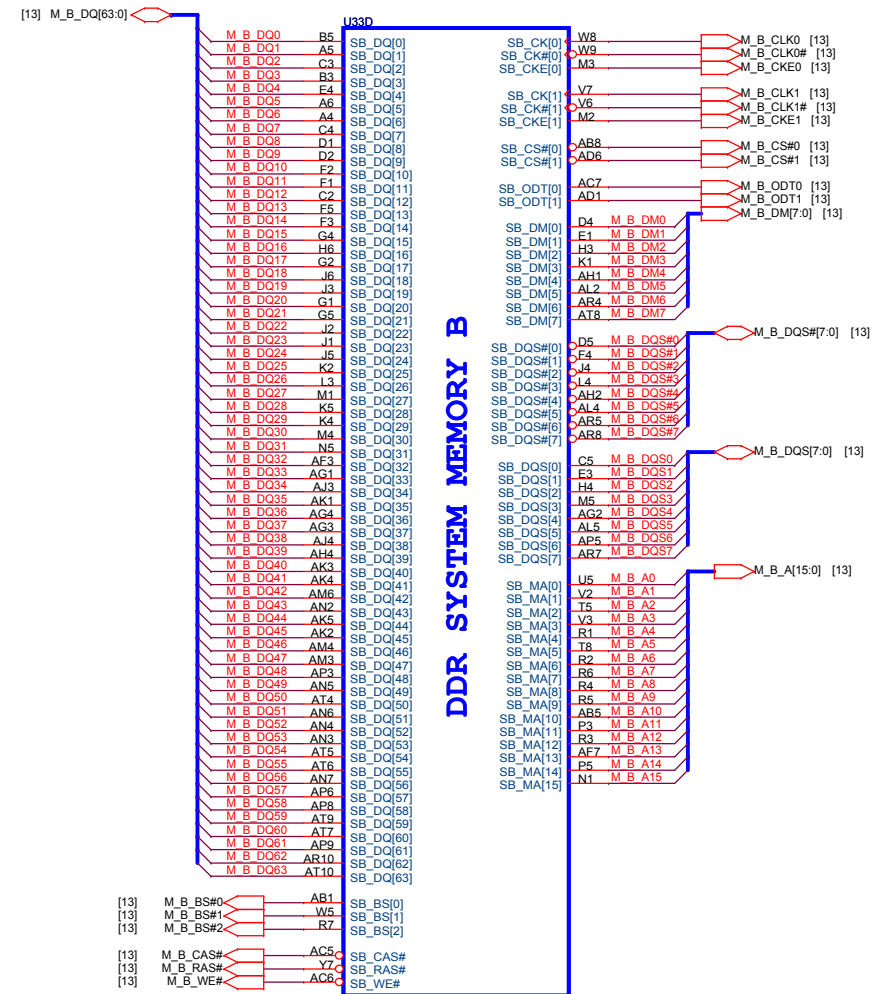 [13] M_B_DQ[63:0]
U33D
M_B_DQ0 B5 SB_DQ[0]
M_B_DQ1 A5 SB_DQ[1]
M_B_DQ2 C3 SB_DQ[2]
M_B_DQ3 B3 SB_DQ[3]
M_B_DQ4 E4 SB_DQ[4]
M_B_DQ5 A6 SB_DQ[5]
M_B_DQ6 A4 SB_DQ[6]
M_B_DQ7 C4 SB_DQ[7]
M_B_DQ8 D1 SB_DQ[8]
M_B_DQ9 D2 SB_DQ[9]
M_B_DQ10 F2 SB_DQ[10]
M_B_DQ11 F1 SB_DQ[11]
M_B_DQ12 C2 SB_DQ[12]
M_B_DQ13 F5 SB_DQ[13]
M_B_DQ14 F3 SB_DQ[14]
M_B_DQ15 G4 SB_DQ[15]
M_B_DQ16 H6 SB_DQ[16]
M_B_DQ17 G2 SB_DQ[17]
M_B_DQ18 J6 SB_DQ[18]
M_B_DQ19 J3 SB_DQ[19]
M_B_DQ20 G1 SB_DQ[20]
M_B_DQ21 G5 SB_DQ[21]
M_B_DQ22 J2 SB_DQ[22]
M_B_DQ23 J1 SB_DQ[23]
M_B_DQ24 J5 SB_DQ[24]
M_B_DQ25 K2 SB_DQ[25]
M_B_DQ26 L3 SB_DQ[26]
M_B_DQ27 M1 SB_DQ[27]
M_B_DQ28 K5 SB_DQ[28]
M_B_DQ29 K4 SB_DQ[29]
M_B_DQ30 M4 SB_DQ[30]
M_B_DQ31 N5 SB_DQ[31]
M_B_DQ32 AF3 SB_DQ[32]
M_B_DQ33 AG1 SB_DQ[33]
M_B_DQ34 AJ3 SB_DQ[34]
M_B_DQ35 AK1 SB_DQ[35]
M_B_DQ36 AG4 SB_DQ[36]
M_B_DQ37 AG3 SB_DQ[37]
M_B_DQ38 AJ4 SB_DQ[38]
M_B_DQ39 AH4 SB_DQ[39]
M_B_DQ40 AK3 SB_DQ[40]
M_B_DQ41 AK4 SB_DQ[41]
M_B_DQ42 AM6 SB_DQ[42]
M_B_DQ43 AN2 SB_DQ[43]
M_B_DQ44 AK5 SB_DQ[44]
M_B_DQ45 AK2 SB_DQ[45]
M_B_DQ46 AM4 SB_DQ[46]
M_B_DQ47 AM3 SB_DQ[47]
M_B_DQ48 AP3 SB_DQ[48]
M_B_DQ49 AN5 SB_DQ[49]
M_B_DQ50 AT4 SB_DQ[50]
M_B_DQ51 AN6 SB_DQ[51]
M_B_DQ52 AN4 SB_DQ[52]
M_B_DQ53 AN3 SB_DQ[53]
M_B_DQ54 AT5 SB_DQ[54]
M_B_DQ55 AT6 SB_DQ[55]
M_B_DQ56 AN7 SB_DQ[56]
M_B_DQ57 AP6 SB_DQ[57]
M_B_DQ58 AP8 SB_DQ[58]
M_B_DQ59 AT9 SB_DQ[59]
M_B_DQ60 AT7 SB_DQ[60]
M_B_DQ61 AP9 SB_DQ[61]
M_B_DQ62 AR10 SB_DQ[62]
M_B_DQ63 AT10 SB_DQ[63]
[13] M_B_BS#0 AB1 SB_BS[0]
[13] M_B_BS#1 W5 SB_BS[1]
[13] M_B_BS#2 R7 SB_BS[2]
[13] M_B_CAS# AC5 SB_CAS#
[13] M_B_RAS# Y7 SB_RAS#
[13] M_B_WE# AC6 SB_WE#
DDR SYSTEM MEMORY B
SB_CK[0] W8 M_B_CLK0 [13]
SB_CK#[0] W9 M_B_CLK0# [13]
SB_CKE[0] M3 M_B_CKE0 [13]
SB_CK[1] V7 M_B_CLK1 [13]
SB_CK#[1] V6 M_B_CLK1# [13]
SB_CKE[1] M2 M_B_CKE1 [13]
SB_CS#[0] AB8 M_B_CS#0 [13]
SB_CS#[1] AD6 M_B_CS#1 [13]
SB_ODT[0] AC7 M_B_ODT0 [13]
SB_ODT[1] AD1 M_B_ODT1 [13]
M_B_DM[7:0] [13]
SB_DM[0] D4 M_B_DM0
SB_DM[1] E1 M_B_DM1
SB_DM[2] H3 M_B_DM2
SB_DM[3] K1 M_B_DM3
SB_DM[4] AH1 M_B_DM4
SB_DM[5] AL2 M_B_DM5
SB_DM[6] AR4 M_B_DM6
SB_DM[7] AT8 M_B_DM7
M_B_DQS#[7:0] [13]
SB_DQS#[0] D5 M_B_DQS#0
SB_DQS#[1] F4 M_B_DQS#1
SB_DQS#[2] J4 M_B_DQS#2
SB_DQS#[3] L4 M_B_DQS#3
SB_DQS#[4] AH2 M_B_DQS#4
SB_DQS#[5] AL4 M_B_DQS#5
SB_DQS#[6] AR5 M_B_DQS#6
SB_DQS#[7] AR8 M_B_DQS#7
M_B_DQS[7:0] [13]
SB_DQS[0] C5 M_B_DQS0
SB_DQS[1] E3 M_B_DQS1
SB_DQS[2] H4 M_B_DQS2
SB_DQS[3] M5 M_B_DQS3
SB_DQS[4] AG2 M_B_DQS4
SB_DQS[5] AL5 M_B_DQS5
SB_DQS[6] AP5 M_B_DQS6
SB_DQS[7] AR7 M_B_DQS7
M_B_A[15:0] [13]
SB_MA[0] U5 M_B_A0
SB_MA[1] V2 M_B_A1
SB_MA[2] T5 M_B_A2
SB_MA[3] V3 M_B_A3
SB_MA[4] R1 M_B_A4
SB_MA[5] T8 M_B_A5
SB_MA[6] R2 M_B_A6
SB_MA[7] R6 M_B_A7
SB_MA[8] R4 M_B_A8
SB_MA[9] R5 M_B_A9
SB_MA[10] AB5 M_B_A10
SB_MA[11] P3 M_B_A11
SB_MA[12] R3 M_B_A12
SB_MA[13] AF7 M_B_A13
SB_MA[14] P5 M_B_A14
SB_MA[15] N1 M_B_A15